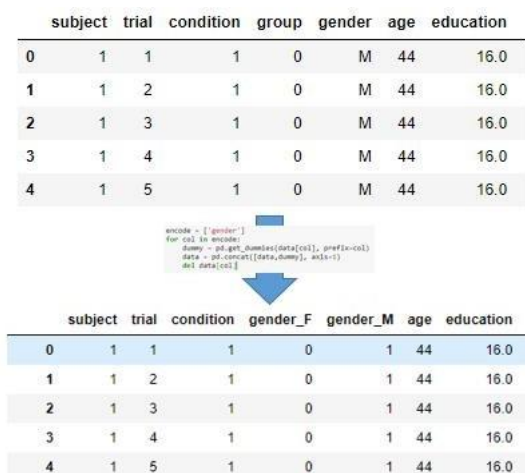 subject trial condition group gender age education
0 1 1 1 0 M 44 16.0
1 1 2 1 0 M 44 16.0
2 1 3 1 0 M 44 16.0
3 1 4 1 0 M 44 16.0
4 1 5 1 0 M 44 16.0
encode = ['gender']
for col in encode:
dummy = pd.get_dummies(data[col], prefix=col)
data = pd.concat([data,dummy], axis=1)
del data[col]
subject trial condition gender_F gender_M age education
0 1 1 1 0 1 44 16.0
1 1 2 1 0 1 44 16.0
2 1 3 1 0 1 44 16.0
3 1 4 1 0 1 44 16.0
4 1 5 1 0 1 44 16.0